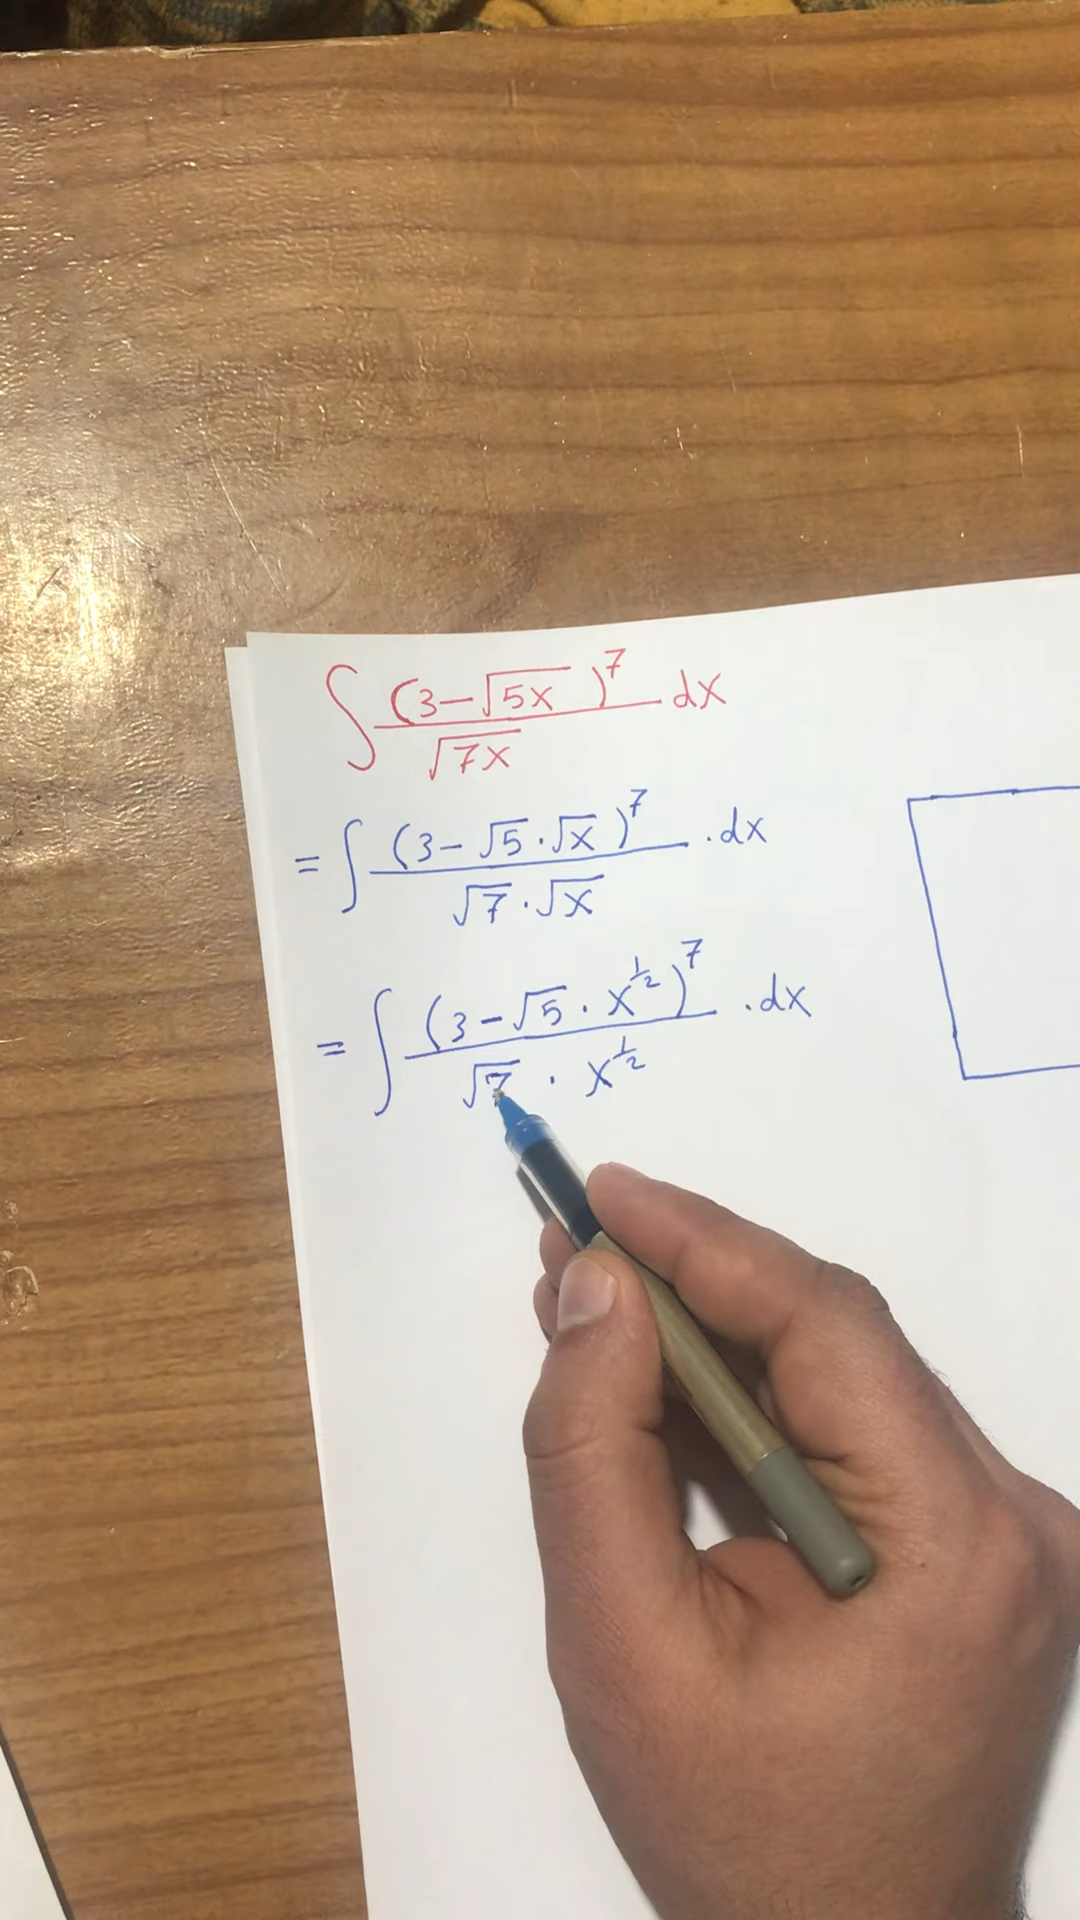 ∫ (3−√5x)⁷ / √7x dx
= ∫ (3−√5·√x)⁷ / √7·√x ·dx
= ∫ (3−√5·x^½)⁷ / √7·x^½ ·dx